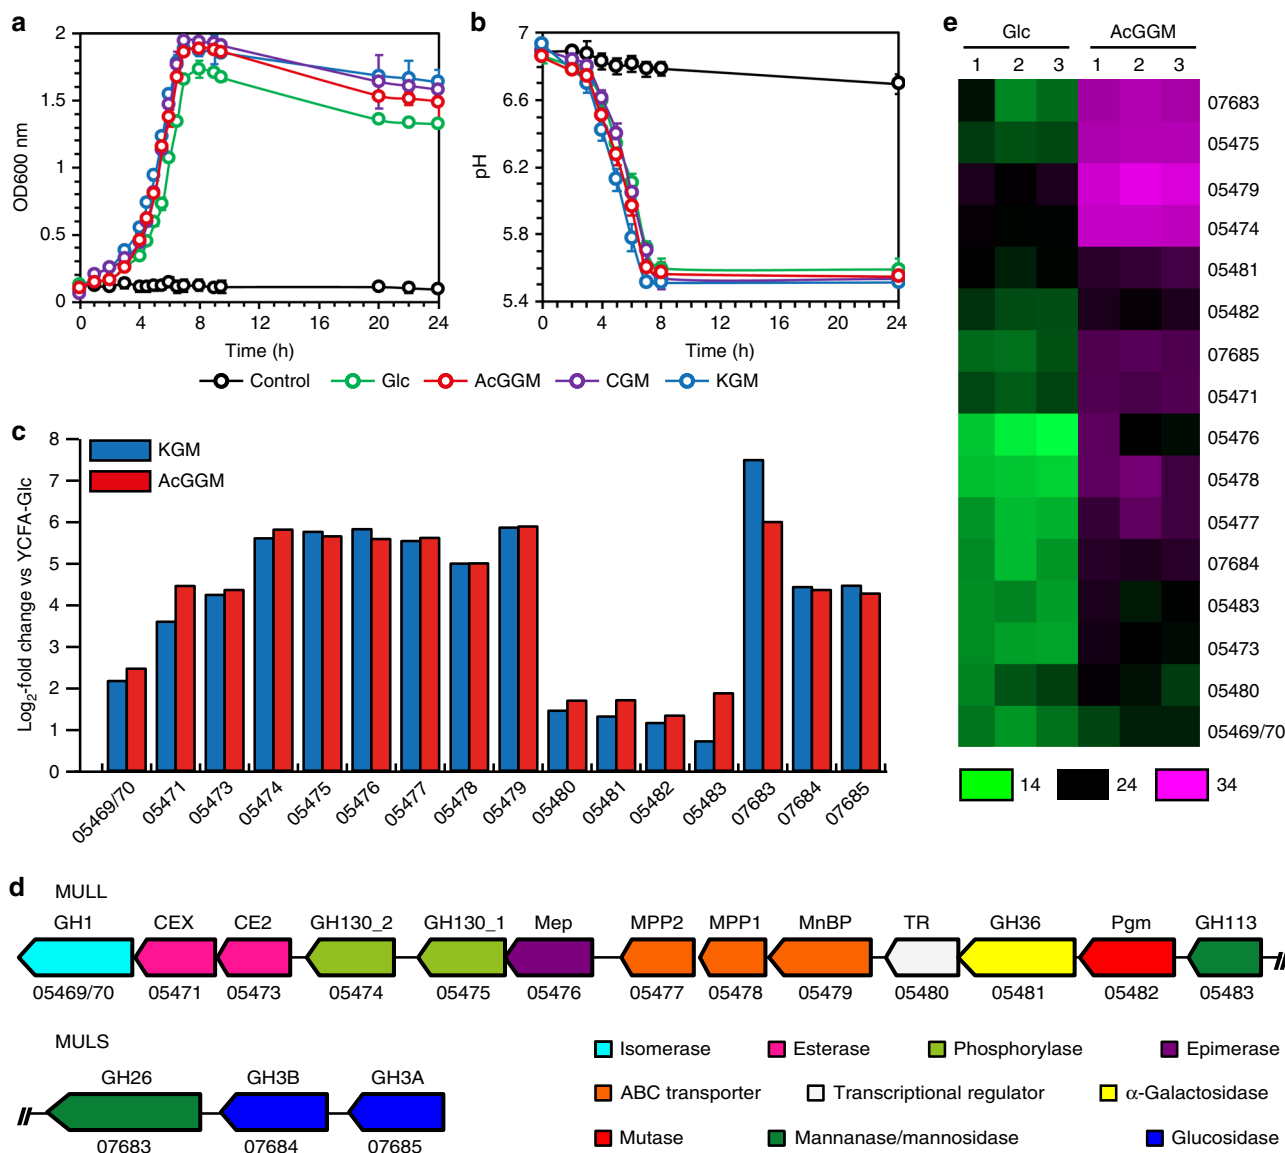 a
2
1.5
1
0.5
0
OD600 nm
0 4 8 12 16 20 24
Time (h)
b
7
6.6
6.2
5.8
5.4
pH
0 4 8 12 16 20 24
Time (h)
Control Glc AcGGM CGM KGM
c
8
7
6
5
4
3
2
1
0
Log2-fold change vs YCFA-Glc
KGM
AcGGM
05469/70 05471 05473 05474 05475 05476 05477 05478 05479 05480 05481 05482 05483 07683 07684 07685
e
Glc AcGGM
1 2 3 1 2 3
07683
05475
05479
05474
05481
05482
07685
05471
05476
05478
05477
07684
05483
05473
05480
05469/70
14 24 34
d
MULL
GH1 CEX CE2 GH130_2 GH130_1 Mep MPP2 MPP1 MnBP TR GH36 Pgm GH113
05469/70 05471 05473 05474 05475 05476 05477 05478 05479 05480 05481 05482 05483
MULS
GH26 GH3B GH3A
07683 07684 07685
Isomerase Esterase Phosphorylase Epimerase
ABC transporter Transcriptional regulator α-Galactosidase
Mutase Mannanase/mannosidase Glucosidase